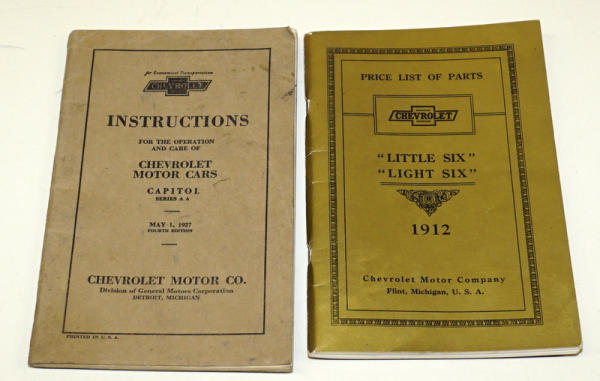 for Economical Transportation
CHEVROLET
INSTRUCTIONS
FOR THE OPERATION
AND CARE OF
CHEVROLET
MOTOR CARS
CAPITOL
SERIES A A
MAY 1, 1927
FOURTH EDITION
CHEVROLET MOTOR CO.
Division of General Motors Corporation
DETROIT, MICHIGAN
PRINTED IN U. S. A.
PRICE LIST OF PARTS
CHEVROLET
"LITTLE SIX"
"LIGHT SIX"
1912
Chevrolet Motor Company
Flint, Michigan, U. S. A.